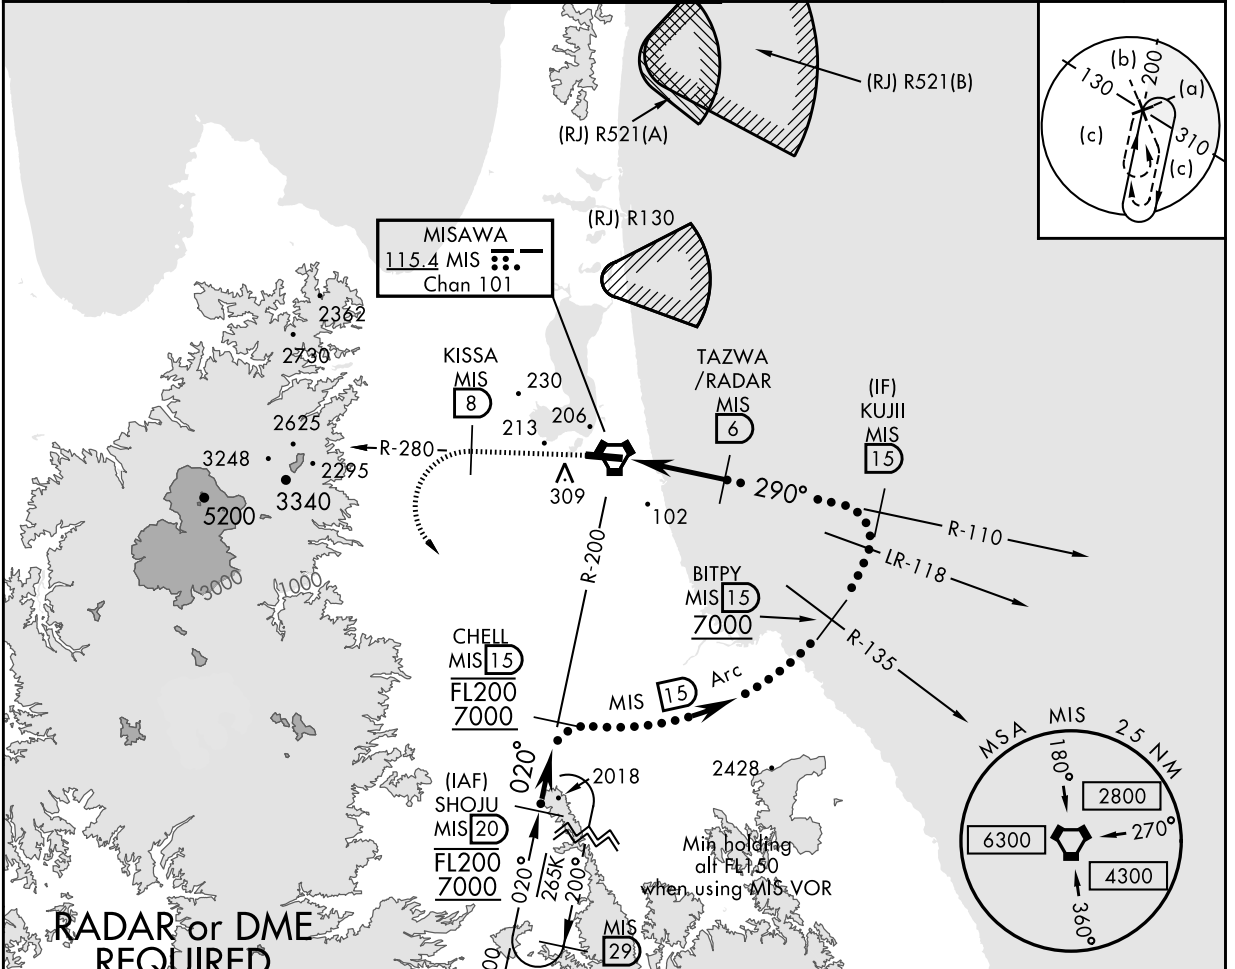 (RJ) R521(B)
(RJ) R521(A)
(b)
200
130
(a)
(c)
310
(c)
(RJ) R130
MISAWA
115.4 MIS
Chan 101
2362
2730
KISSA
MIS
8
230
213
206
TAZWA
/RADAR
MIS
6
(IF)
KUJII
MIS
15
2625
3248
2295
3340
5200
R-280
309
102
290°
R-110
LR-118
3000
1000
R-200
BITPY
MIS 15
7000
R-135
CHELL
MIS 15
FL200
7000
MIS 15 Arc
020°
(IAF)
SHOJU
MIS 20
FL200
7000
2018
2428
020°
265K
200°
Min holding
alt FL150
when using MIS VOR
MIS
29
MSA MIS 25 NM
180°
2800
6300
270°
4300
360°
RADAR or DME
REQUIRED